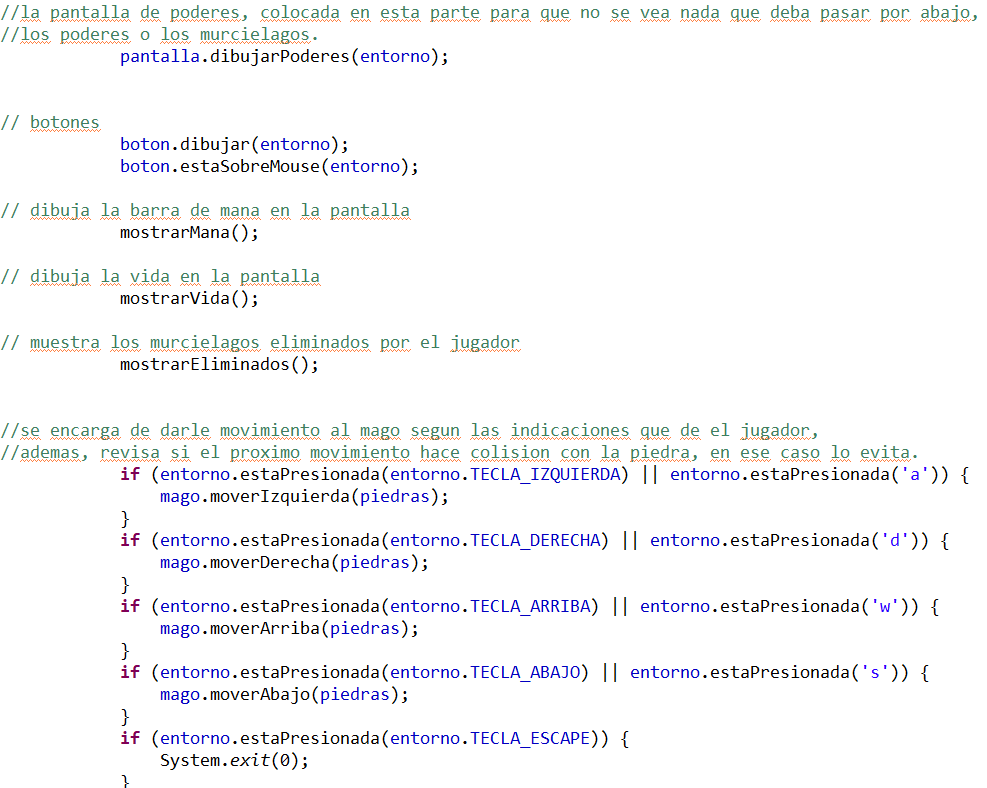 //la pantalla de poderes, colocada en esta parte para que no se vea nada que deba pasar por abajo,
//los poderes o los murcielagos.
pantalla.dibujarPoderes(entorno);
// botones
boton.dibujar(entorno);
boton.estaSobreMouse(entorno);
// dibuja la barra de mana en la pantalla
mostrarMana();
// dibuja la vida en la pantalla
mostrarVida();
// muestra los murcielagos eliminados por el jugador
mostrarEliminados();
//se encarga de darle movimiento al mago segun las indicaciones que de el jugador,
//ademas, revisa si el proximo movimiento hace colision con la piedra, en ese caso lo evita.
if (entorno.estaPresionada(entorno.TECLA_IZQUIERDA) || entorno.estaPresionada('a')) {
mago.moverIzquierda(piedras);
}
if (entorno.estaPresionada(entorno.TECLA_DERECHA) || entorno.estaPresionada('d')) {
mago.moverDerecha(piedras);
}
if (entorno.estaPresionada(entorno.TECLA_ARRIBA) || entorno.estaPresionada('w')) {
mago.moverArriba(piedras);
}
if (entorno.estaPresionada(entorno.TECLA_ABAJO) || entorno.estaPresionada('s')) {
mago.moverAbajo(piedras);
}
if (entorno.estaPresionada(entorno.TECLA_ESCAPE)) {
System.exit(0);
}